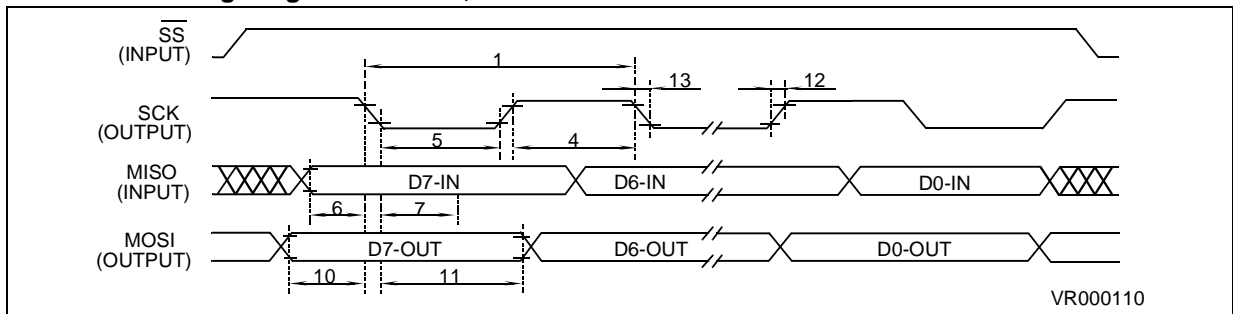 SS
(INPUT)
1
13
12
SCK
(OUTPUT)
5
4
MISO
(INPUT)
D7-IN
D6-IN
D0-IN
6
7
MOSI
(OUTPUT)
D7-OUT
D6-OUT
D0-OUT
10
11
VR000110